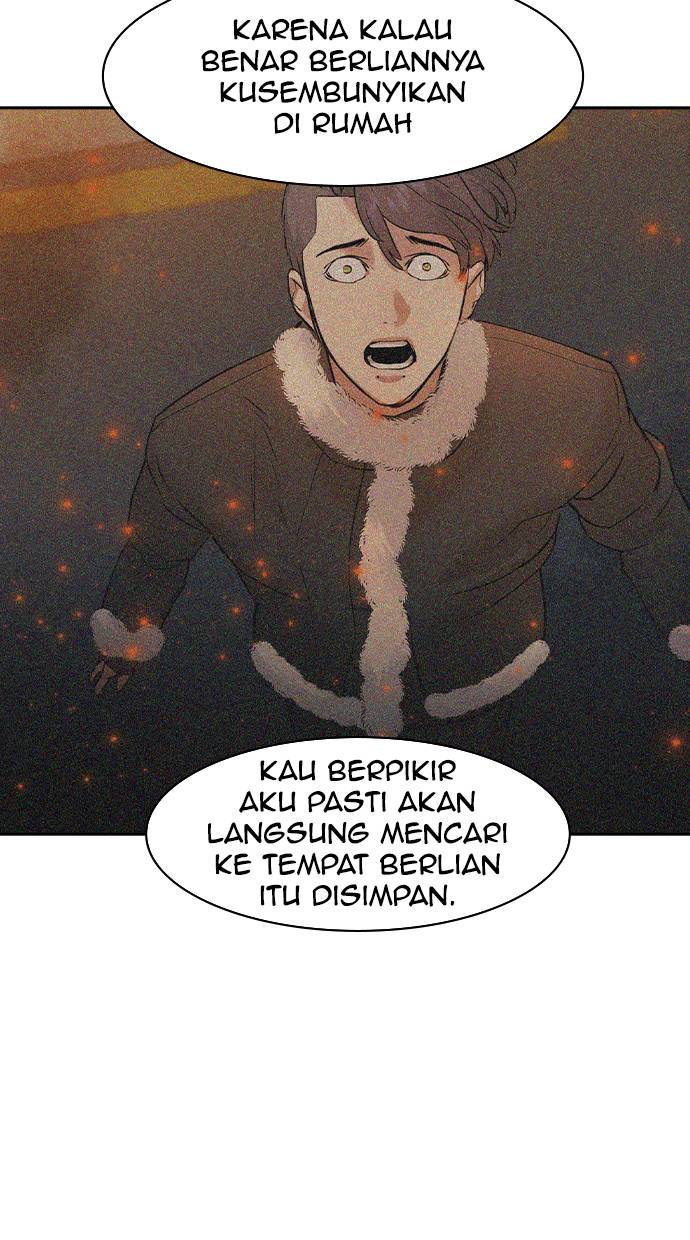 KARENA KALAU
BENAR BERLIANNYA
KUSEMBUNYIKAN
DI RUMAH
KAU BERPIKIR
AKU PASTI AKAN
LANGSUNG MENCARI
KE TEMPAT BERLIAN
ITU DISIMPAN.